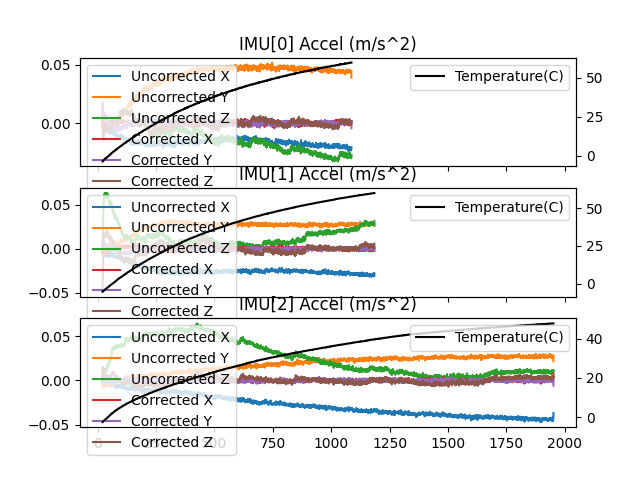 IMU[0] Accel (m/s^2)
0.05
0.00
Uncorrected X
Uncorrected Y
Uncorrected Z
Corrected X
Corrected Y
Corrected Z
Temperature(C)
50
25
0
IMU[1] Accel (m/s^2)
0.05
0.00
−0.05
Uncorrected X
Uncorrected Y
Uncorrected Z
Corrected X
Corrected Y
Corrected Z
Temperature(C)
50
25
0
IMU[2] Accel (m/s^2)
0.05
0.00
−0.05
Uncorrected X
Uncorrected Y
Uncorrected Z
Corrected X
Corrected Y
Corrected Z
Temperature(C)
40
20
0
0 750 1000 1250 1500 1750 2000